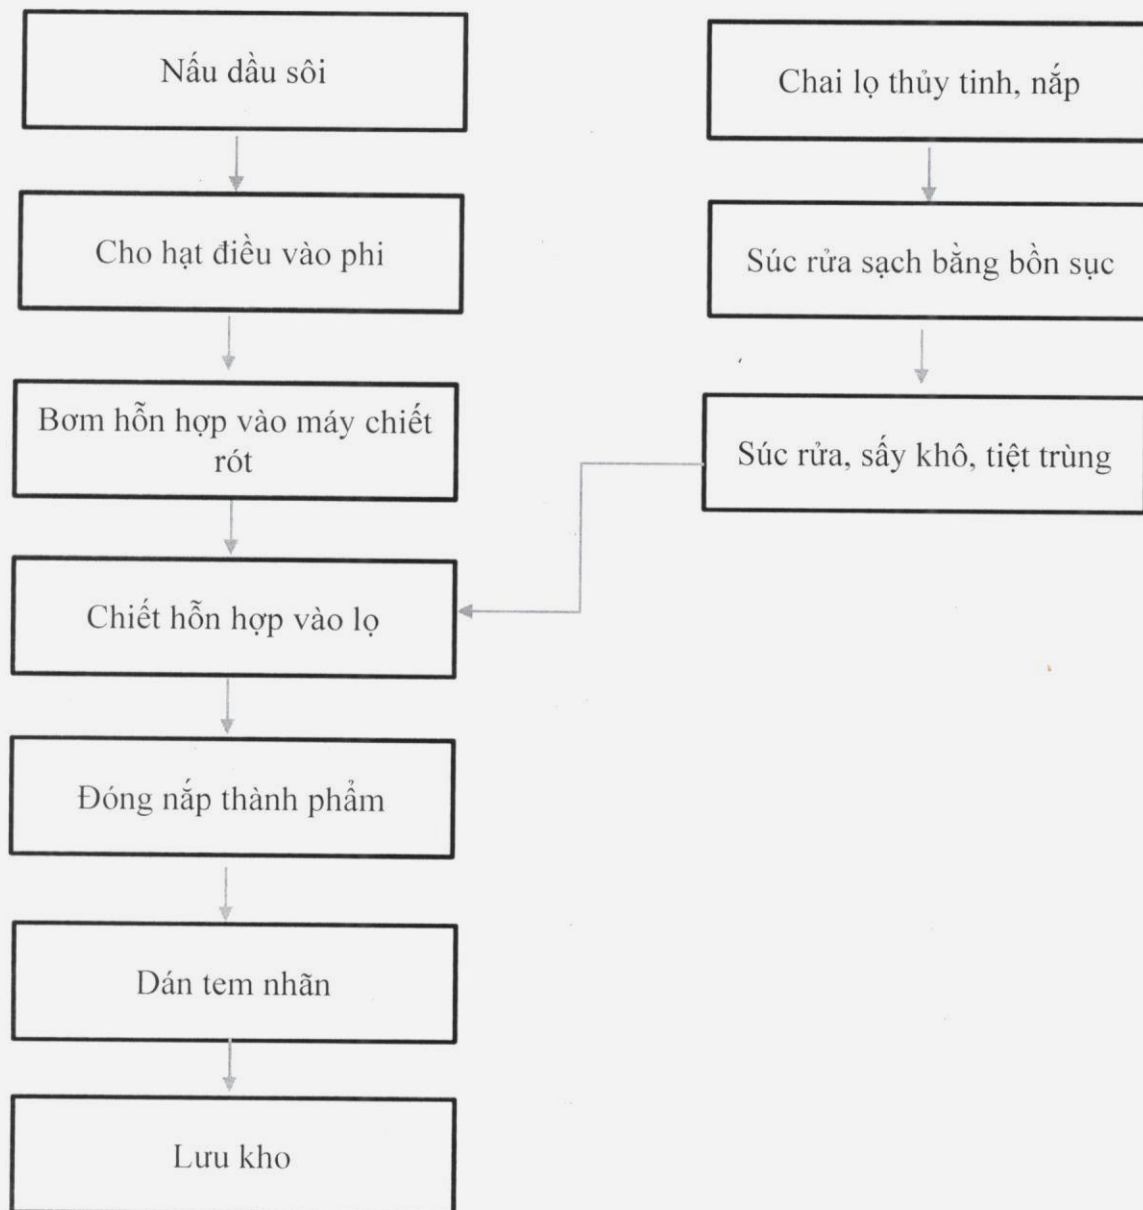 Nấu dầu sôi
Cho hạt điều vào phi
Bơm hỗn hợp vào máy chiết
rót
Chiết hỗn hợp vào lọ
Đóng nắp thành phẩm
Dán tem nhãn
Lưu kho
Chai lọ thủy tinh, nắp
Súc rửa sạch bằng bồn sục
Súc rửa, sấy khô, tiệt trùng